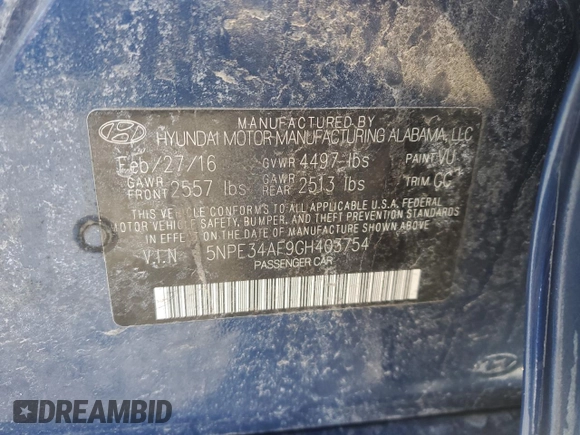 MANUFACTURED BY
HYUNDAI MOTOR MANUFACTURING ALABAMA, LLC
Feb/27/16 GVWR 4497 lbs PAINT VU
GAWR FRONT 2557 lbs GAWR REAR 2513 lbs TRIM GC
THIS VEHICLE CONFORMS TO ALL APPLICABLE U.S.A. FEDERAL
MOTOR VEHICLE SAFETY, BUMPER, AND THEFT PREVENTION STANDARDS
IN EFFECT ON THE DATE OF MANUFACTURE SHOWN ABOVE
V.I.N 5NPE34AF9GH403754
PASSENGER CAR
DREAMBID